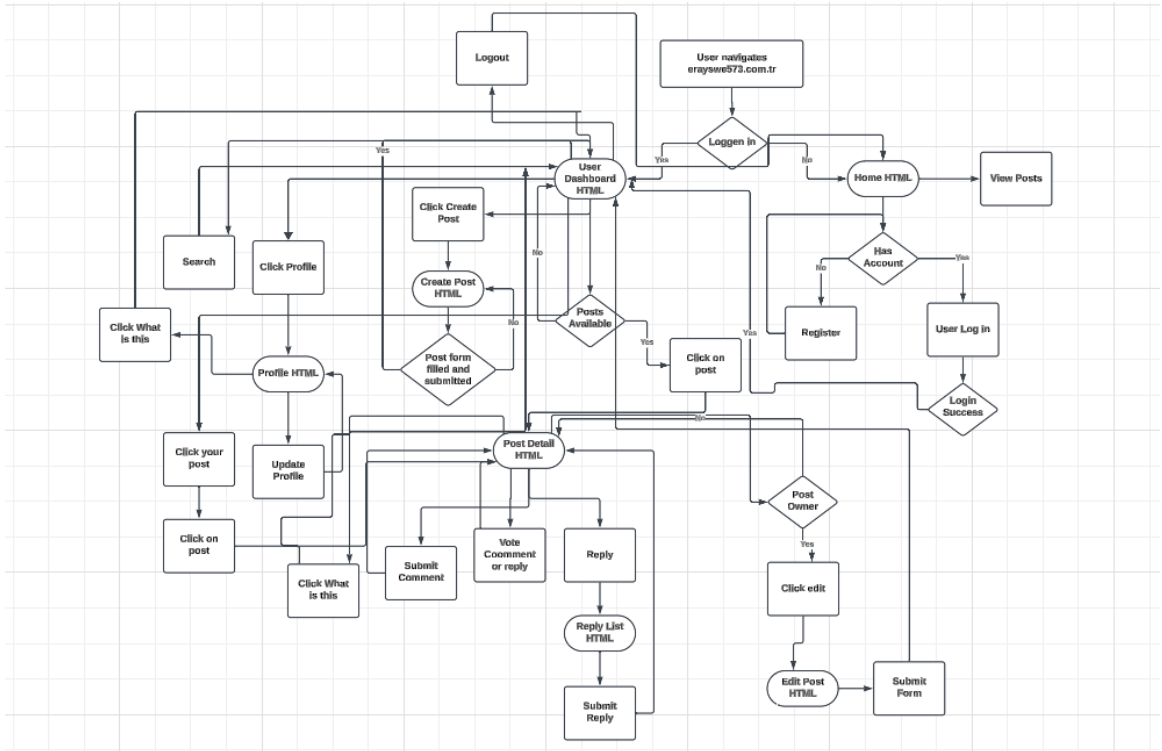 Logout
User navigates
erayswe573.com.tr
Loggen in
Yes
Yes
No
User
Dashboard
HTML
Home HTML
View Posts
Click Create
Post
Search
Click Profile
No
Has
Account
No
Yes
Create Post
HTML
Posts
Available
No
Click What
is this
Register
User Log in
Yes
Yes
Post form
filled and
submitted
Click on
post
Profile HTML
Login
Success
No
Click your
post
Update
Profile
Post Detail
HTML
Post
Owner
Click on
post
Yes
Vote
Coomment
or reply
Reply
Submit
Comment
Click What
is this
Click edit
Reply List
HTML
Edit Post
HTML
Submit
Form
Submit
Reply